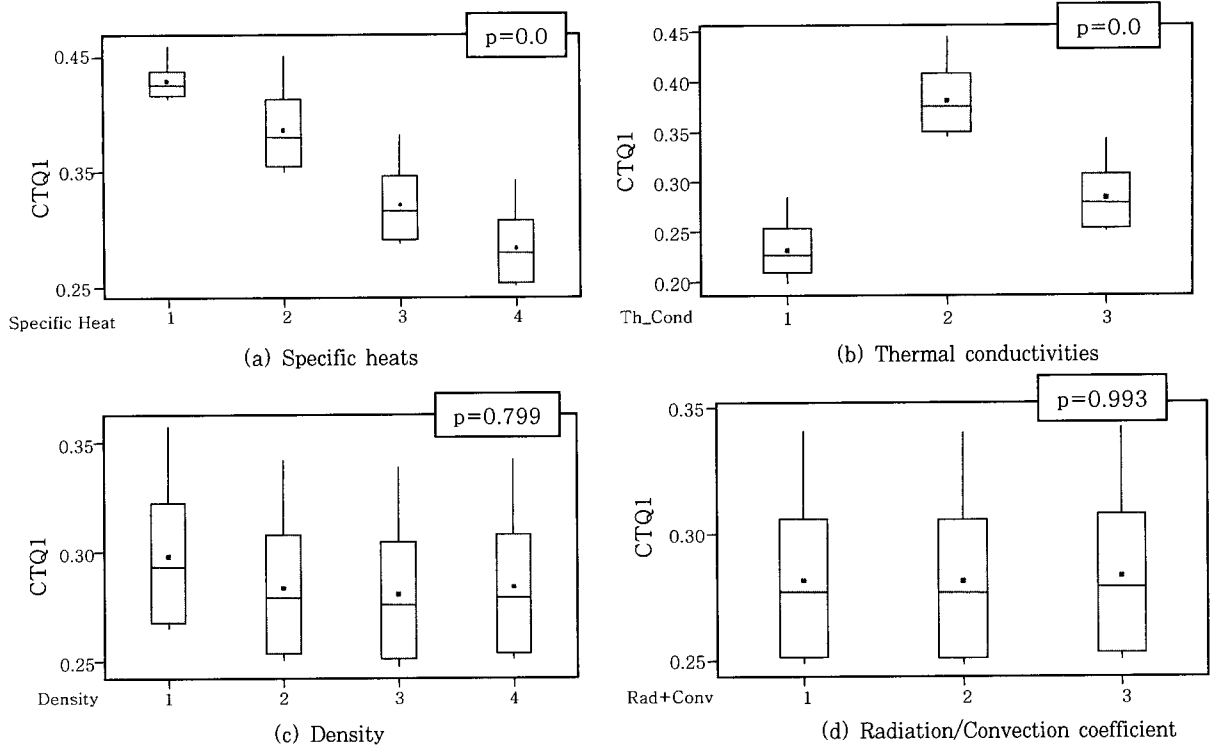 p=0.0
0.45
0.35
0.25
CTQ1
Specific Heat 1 2 3 4
(a) Specific heats
p=0.0
0.45
0.40
0.35
0.30
0.25
0.20
CTQ1
Th_Cond 1 2 3
(b) Thermal conductivities
p=0.799
0.35
0.30
0.25
CTQ1
Density 1 2 3 4
(c) Density
p=0.993
0.35
0.30
0.25
CTQ1
Rad+Conv 1 2 3
(d) Radiation/Convection coefficient